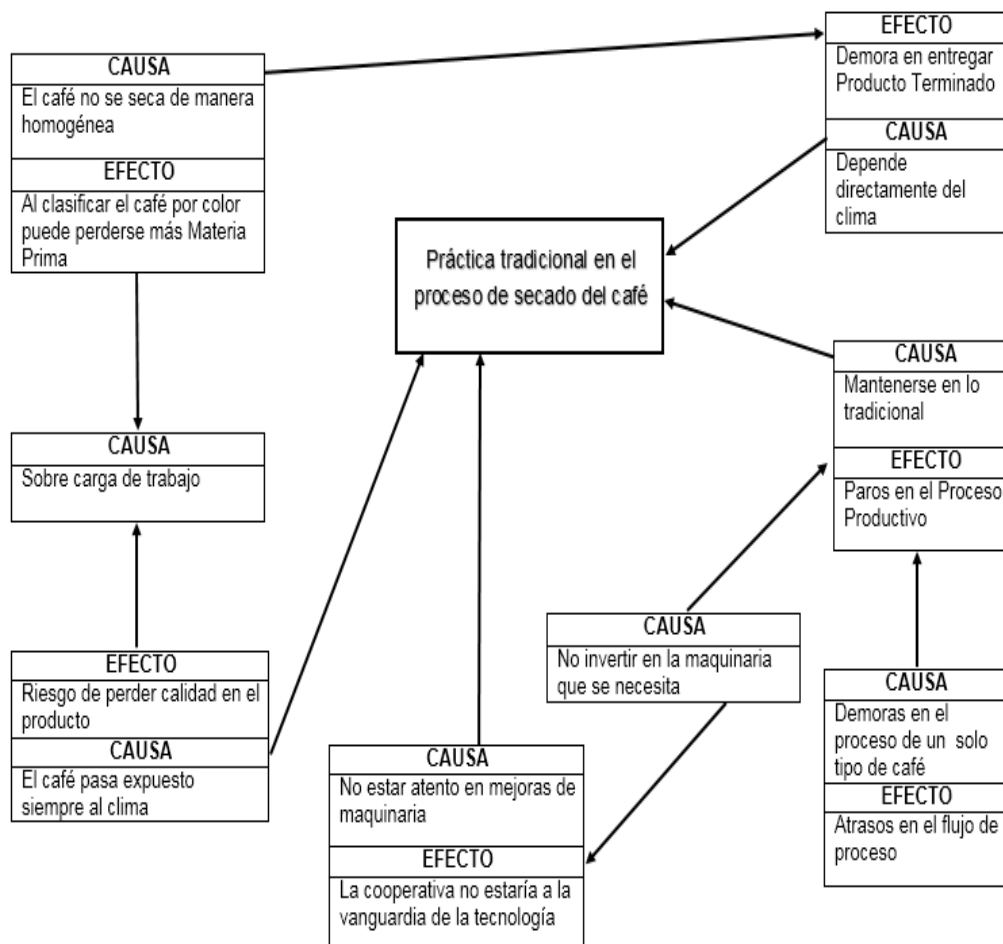 CAUSA
El café no se seca de manera
homogénea
EFECTO
Al clasificar el café por color
puede perderse más Materia
Prima
EFECTO
Demora en entregar
Producto Terminado
CAUSA
Depende
directamente del
clima
Práctica tradicional en el
proceso de secado del café
CAUSA
Mantenerse en lo
tradicional
EFECTO
Paros en el Proceso
Productivo
CAUSA
Sobre carga de trabajo
EFECTO
Riesgo de perder calidad en el
producto
CAUSA
El café pasa expuesto
siempre al clima
CAUSA
No invertir en la maquinaria
que se necesita
CAUSA
No estar atento en mejoras de
maquinaria
EFECTO
La cooperativa no estaría a la
vanguardia de la tecnología
CAUSA
Demoras en el
proceso de un solo
tipo de café
EFECTO
Atrasos en el flujo de
proceso